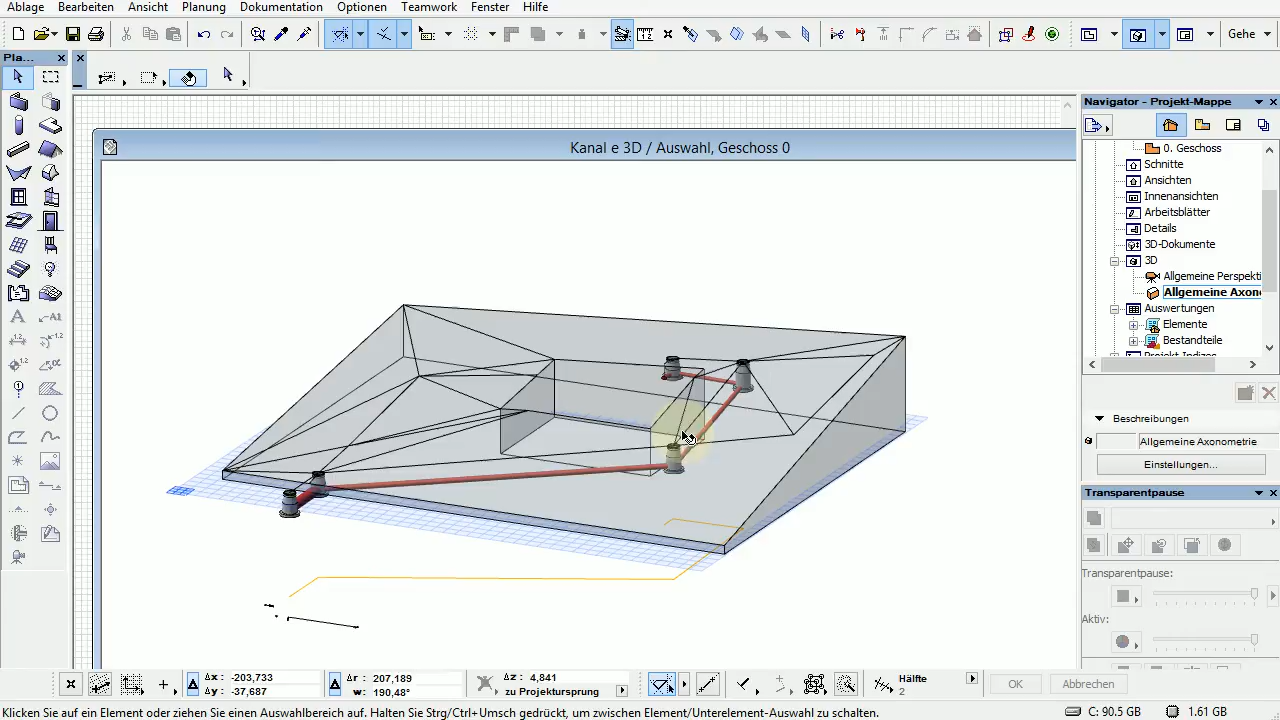 Ablage Bearbeiten Ansicht Planung Dokumentation Optionen Teamwork Fenster Hilfe
Gehe
Pla...
Kanal e 3D / Auswahl, Geschoss 0
Navigator - Projekt-Mappe
0. Geschoss
Schnitte
Ansichten
Innenansichten
Arbeitsblätter
Details
3D-Dokumente
3D
Allgemeine Perspekti
Allgemeine Axon
Auswertungen
Elemente
Bestandteile
Projekt-Indizes
Beschreibungen
Allgemeine Axonometrie
Einstellungen...
Transparentpause
Transparentpause:
Aktiv:
Δx: -203,733
Δy: -37,687
Δr: 207,189
w: 190,48°
Δz: 4,841
zu Projektursprung
Hälfte
2
OK
Abbrechen
Klicken Sie auf ein Element oder ziehen Sie einen Auswahlbereich auf. Halten Sie Strg/Ctrl+Umsch gedrückt, um zwischen Element/Unterelement-Auswahl zu schalten.
C: 90.5 GB
1.61 GB